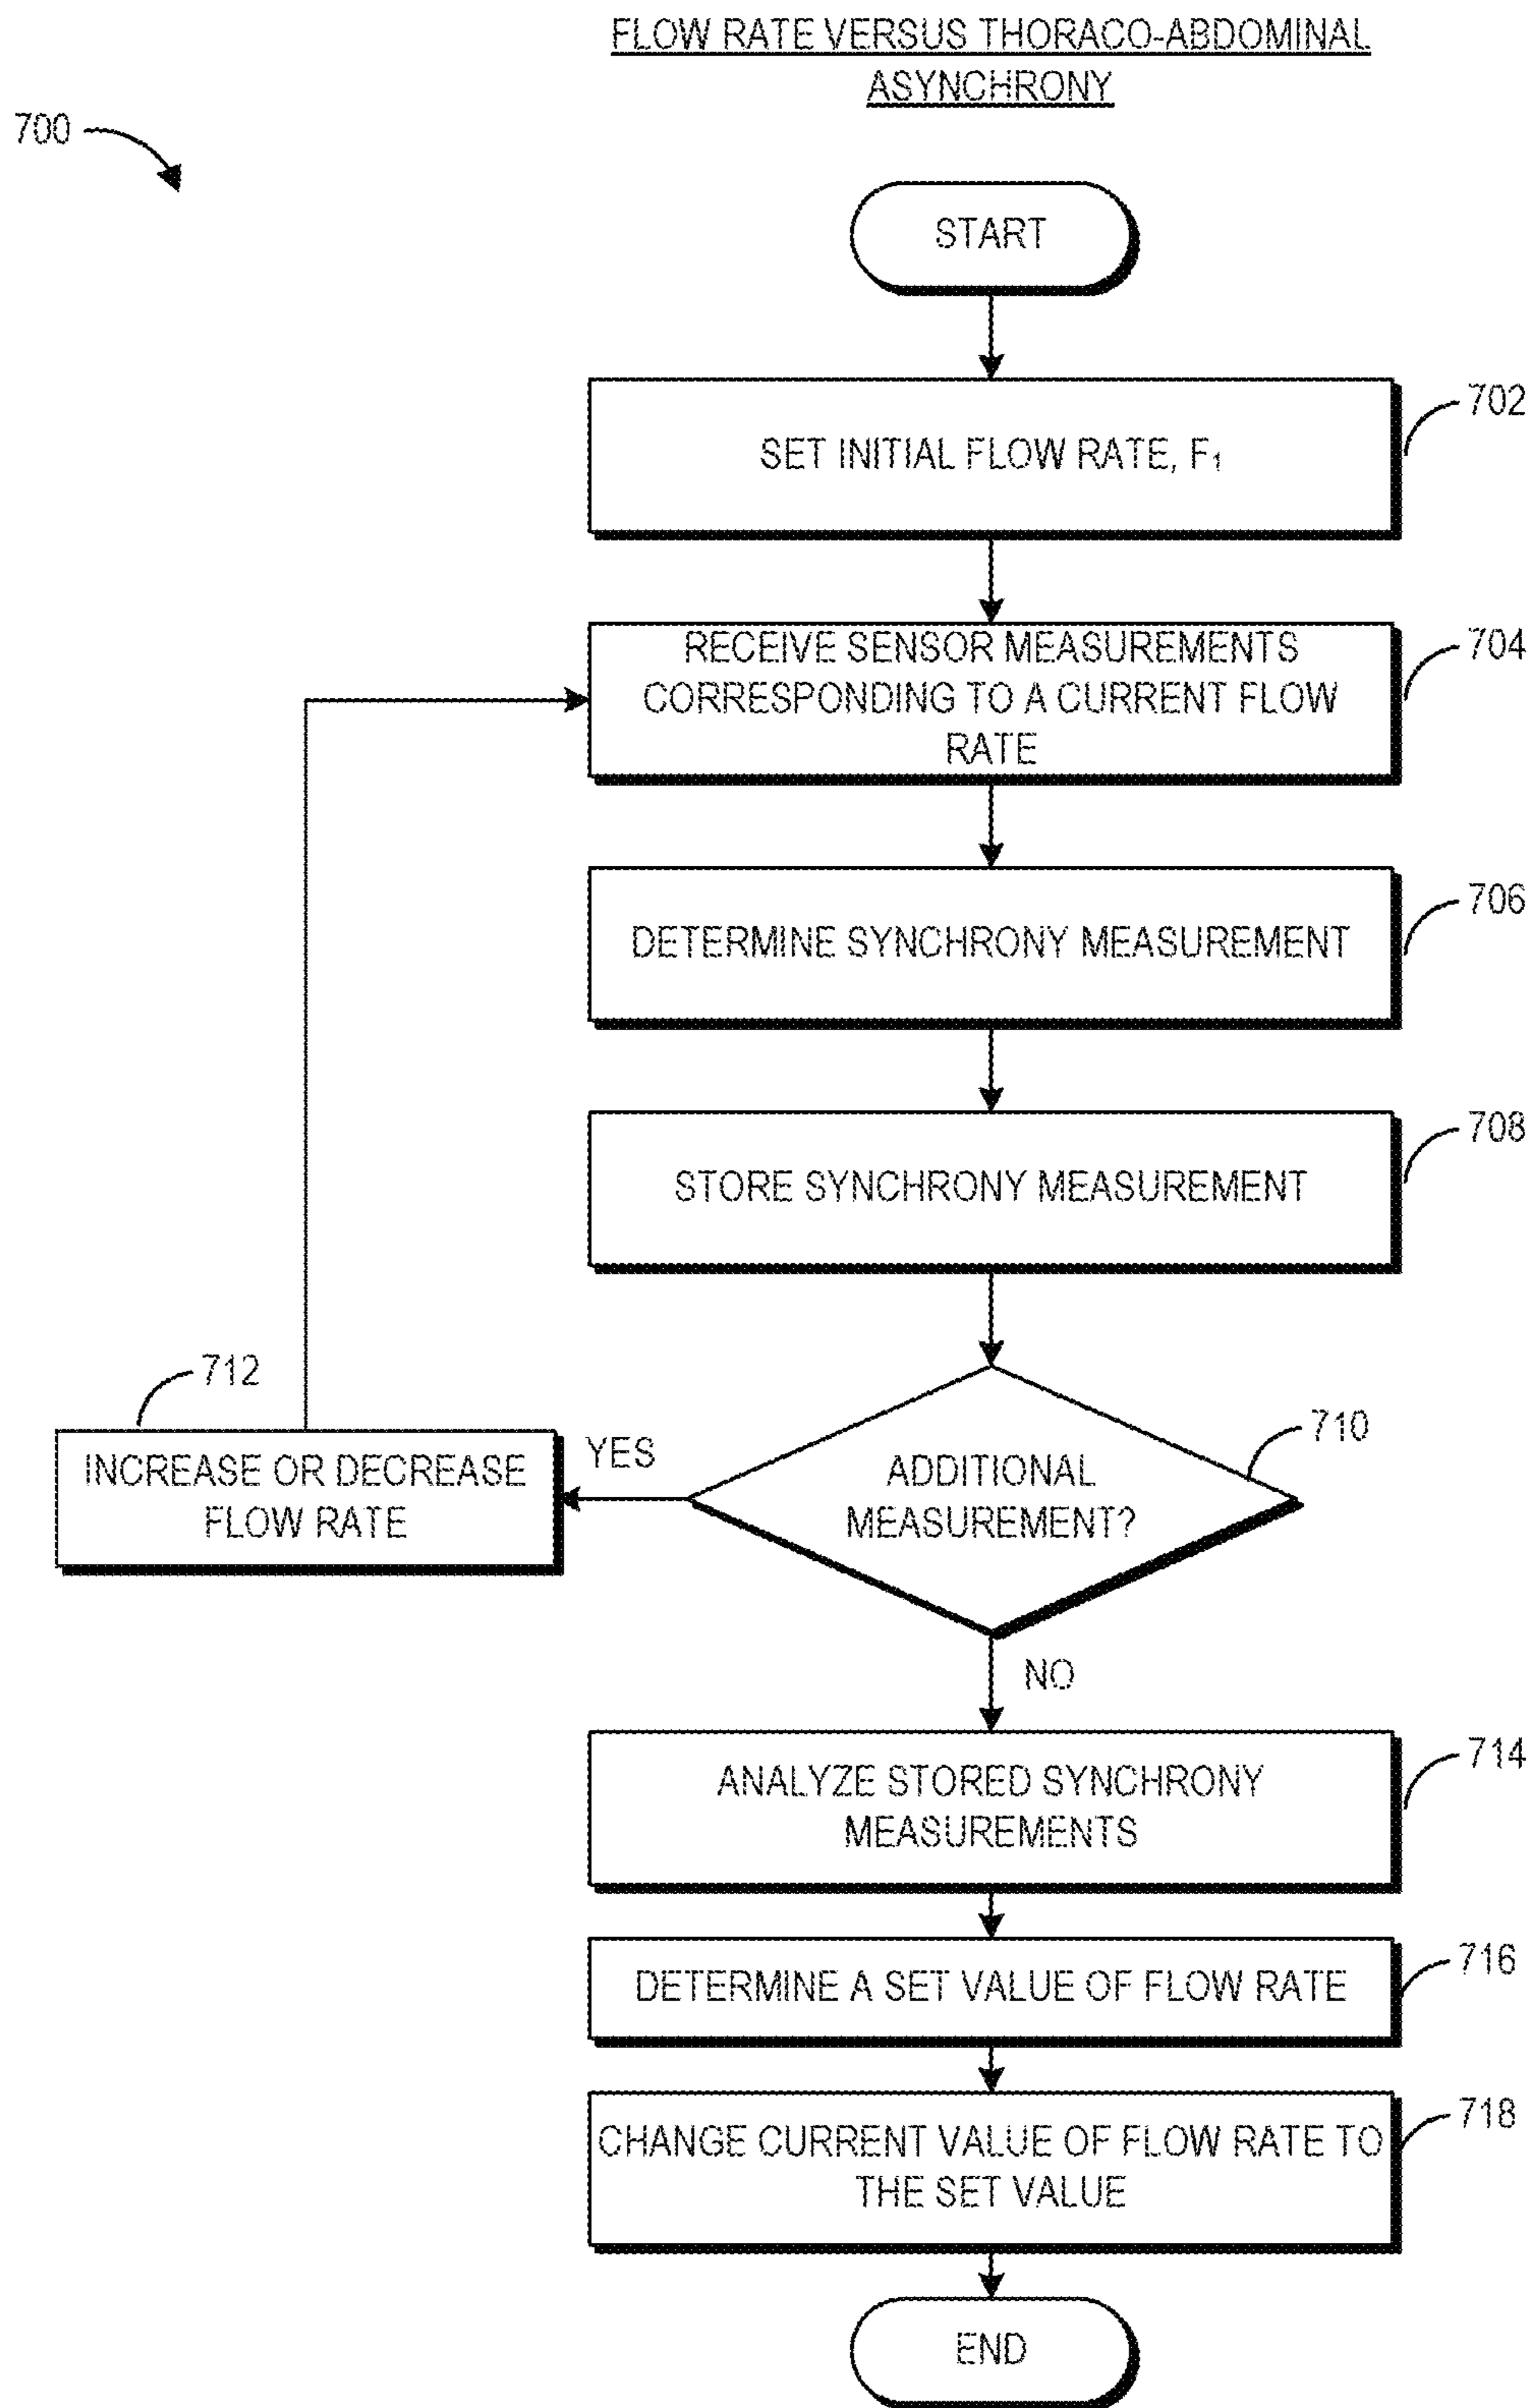 FLOW RATE VERSUS THORACO-ABDOMINAL
ASYNCHRONY
700
START
SET INITIAL FLOW RATE, F₁
702
RECEIVE SENSOR MEASUREMENTS
CORRESPONDING TO A CURRENT FLOW
RATE
704
DETERMINE SYNCHRONY MEASUREMENT
706
STORE SYNCHRONY MEASUREMENT
708
ADDITIONAL
MEASUREMENT?
710
YES
712
INCREASE OR DECREASE
FLOW RATE
NO
ANALYZE STORED SYNCHRONY
MEASUREMENTS
714
DETERMINE A SET VALUE OF FLOW RATE
716
CHANGE CURRENT VALUE OF FLOW RATE TO
THE SET VALUE
718
END